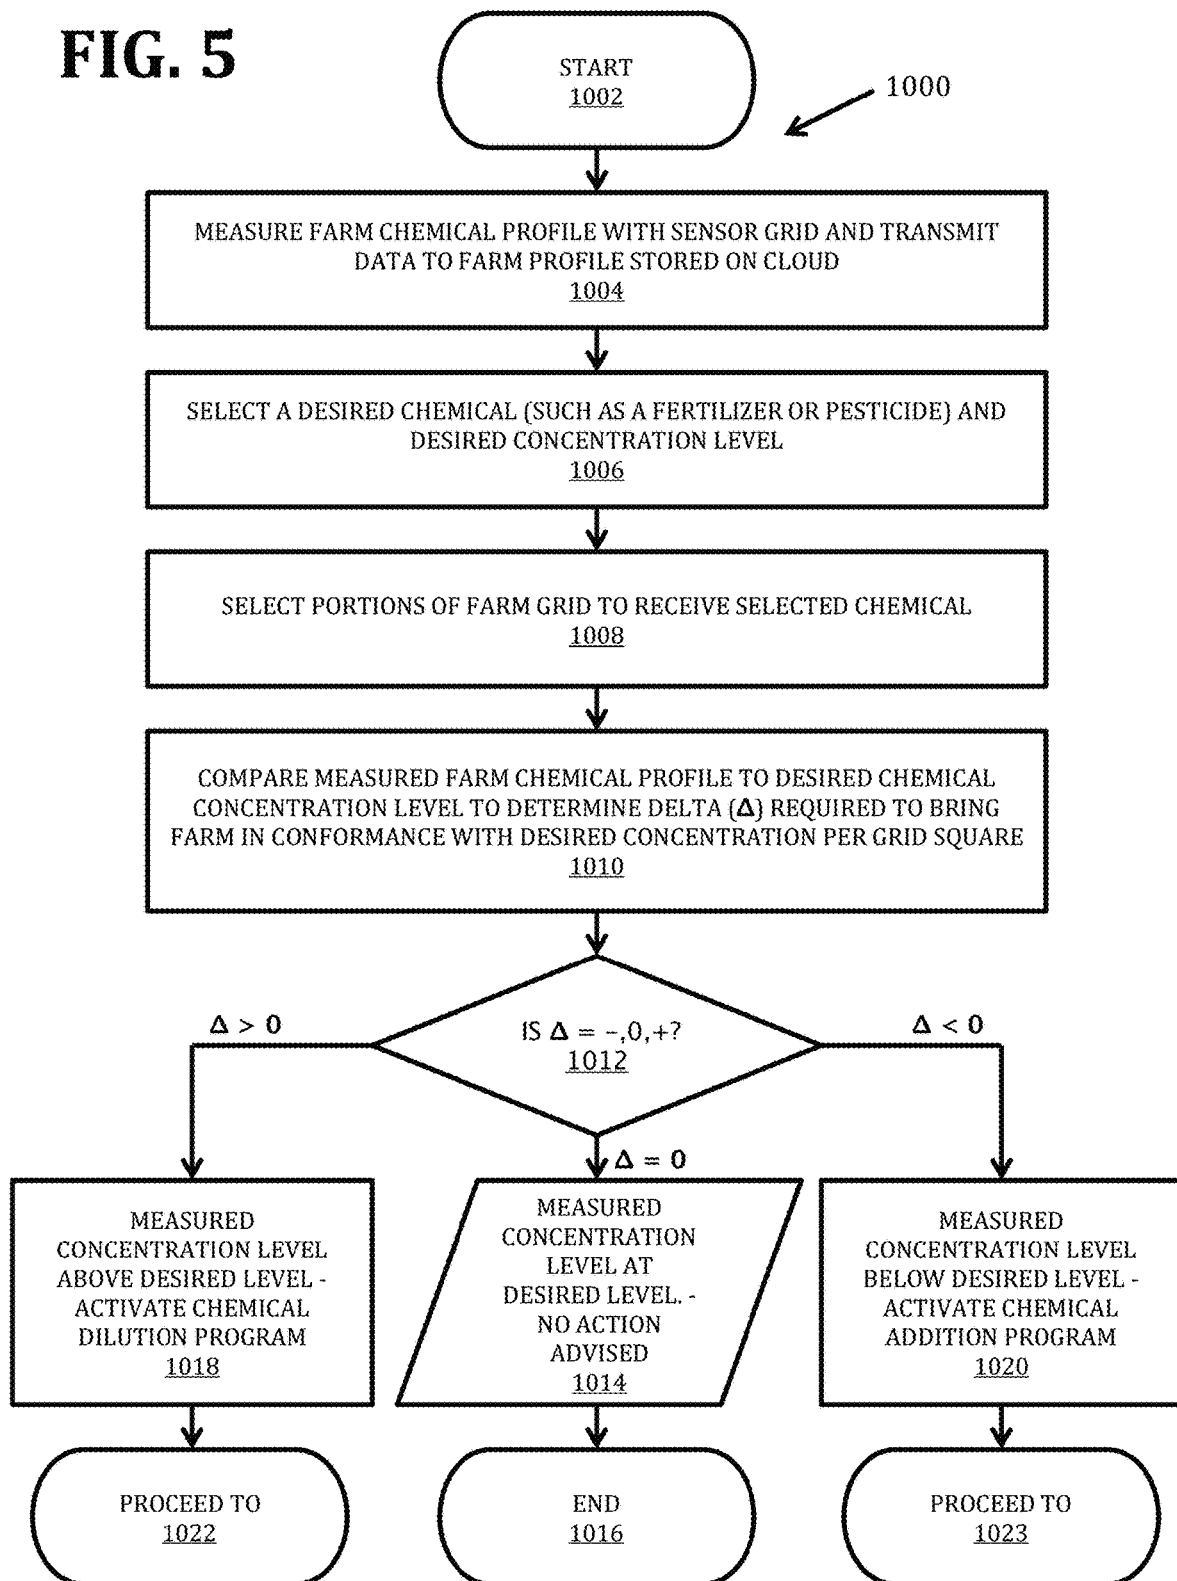 FIG. 5
START
1002
1000
MEASURE FARM CHEMICAL PROFILE WITH SENSOR GRID AND TRANSMIT
DATA TO FARM PROFILE STORED ON CLOUD
1004
SELECT A DESIRED CHEMICAL (SUCH AS A FERTILIZER OR PESTICIDE) AND
DESIRED CONCENTRATION LEVEL
1006
SELECT PORTIONS OF FARM GRID TO RECEIVE SELECTED CHEMICAL
1008
COMPARE MEASURED FARM CHEMICAL PROFILE TO DESIRED CHEMICAL
CONCENTRATION LEVEL TO DETERMINE DELTA (Δ) REQUIRED TO BRING
FARM IN CONFORMANCE WITH DESIRED CONCENTRATION PER GRID SQUARE
1010
IS Δ = -,0,+?
1012
Δ > 0
Δ < 0
Δ = 0
MEASURED
CONCENTRATION LEVEL
ABOVE DESIRED LEVEL -
ACTIVATE CHEMICAL
DILUTION PROGRAM
1018
MEASURED
CONCENTRATION
LEVEL AT
DESIRED LEVEL. -
NO ACTION
ADVISED
1014
MEASURED
CONCENTRATION LEVEL
BELOW DESIRED LEVEL -
ACTIVATE CHEMICAL
ADDITION PROGRAM
1020
PROCEED TO
1022
END
1016
PROCEED TO
1023